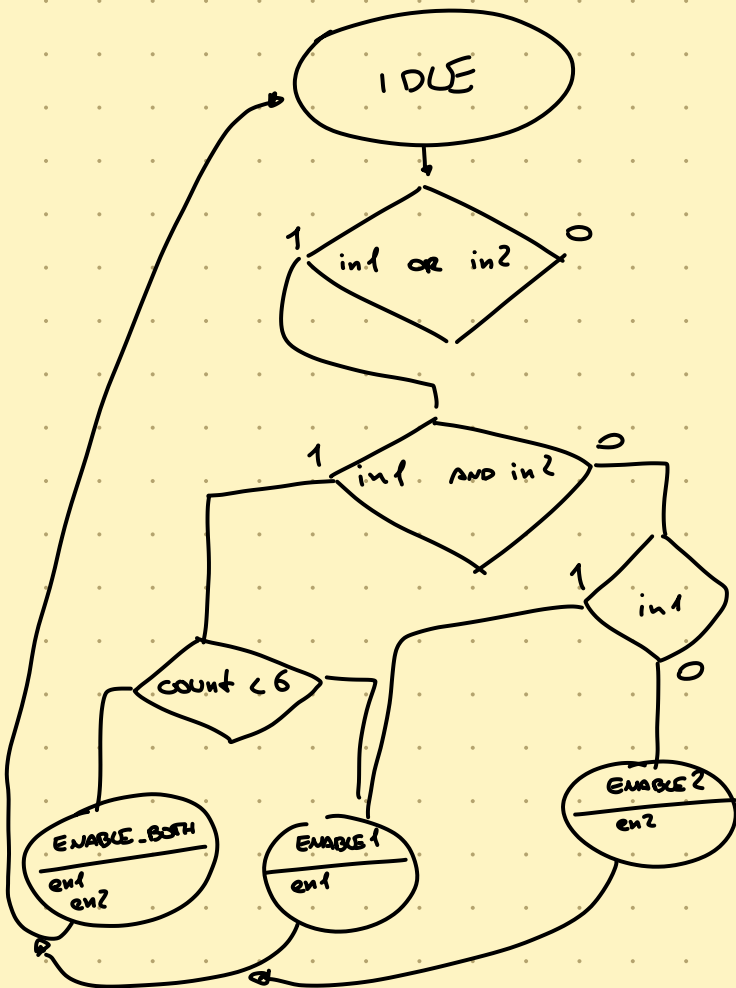 IDLE
1
in1 OR in2
0
1
in1 AND in2
0
1
in1
0
count < 6
ENABLE_BOTH
en1
en2
ENABLE1
en1
ENABLE2
en2